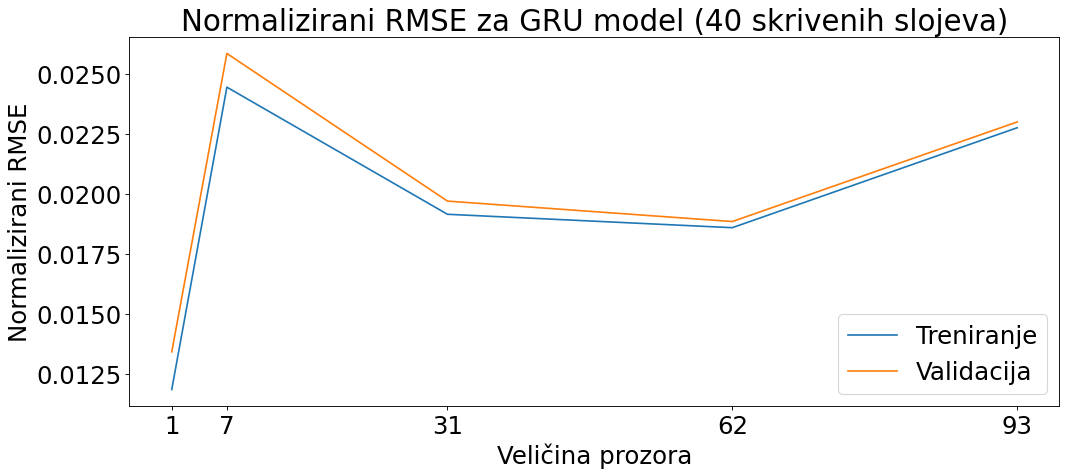 Normalizirani RMSE za GRU model (40 skrivenih slojeva)
Normalizirani RMSE
0.0250
0.0225
0.0200
0.0175
0.0150
0.0125
Treniranje
Validacija
1 7 31 62 93
Veličina prozora